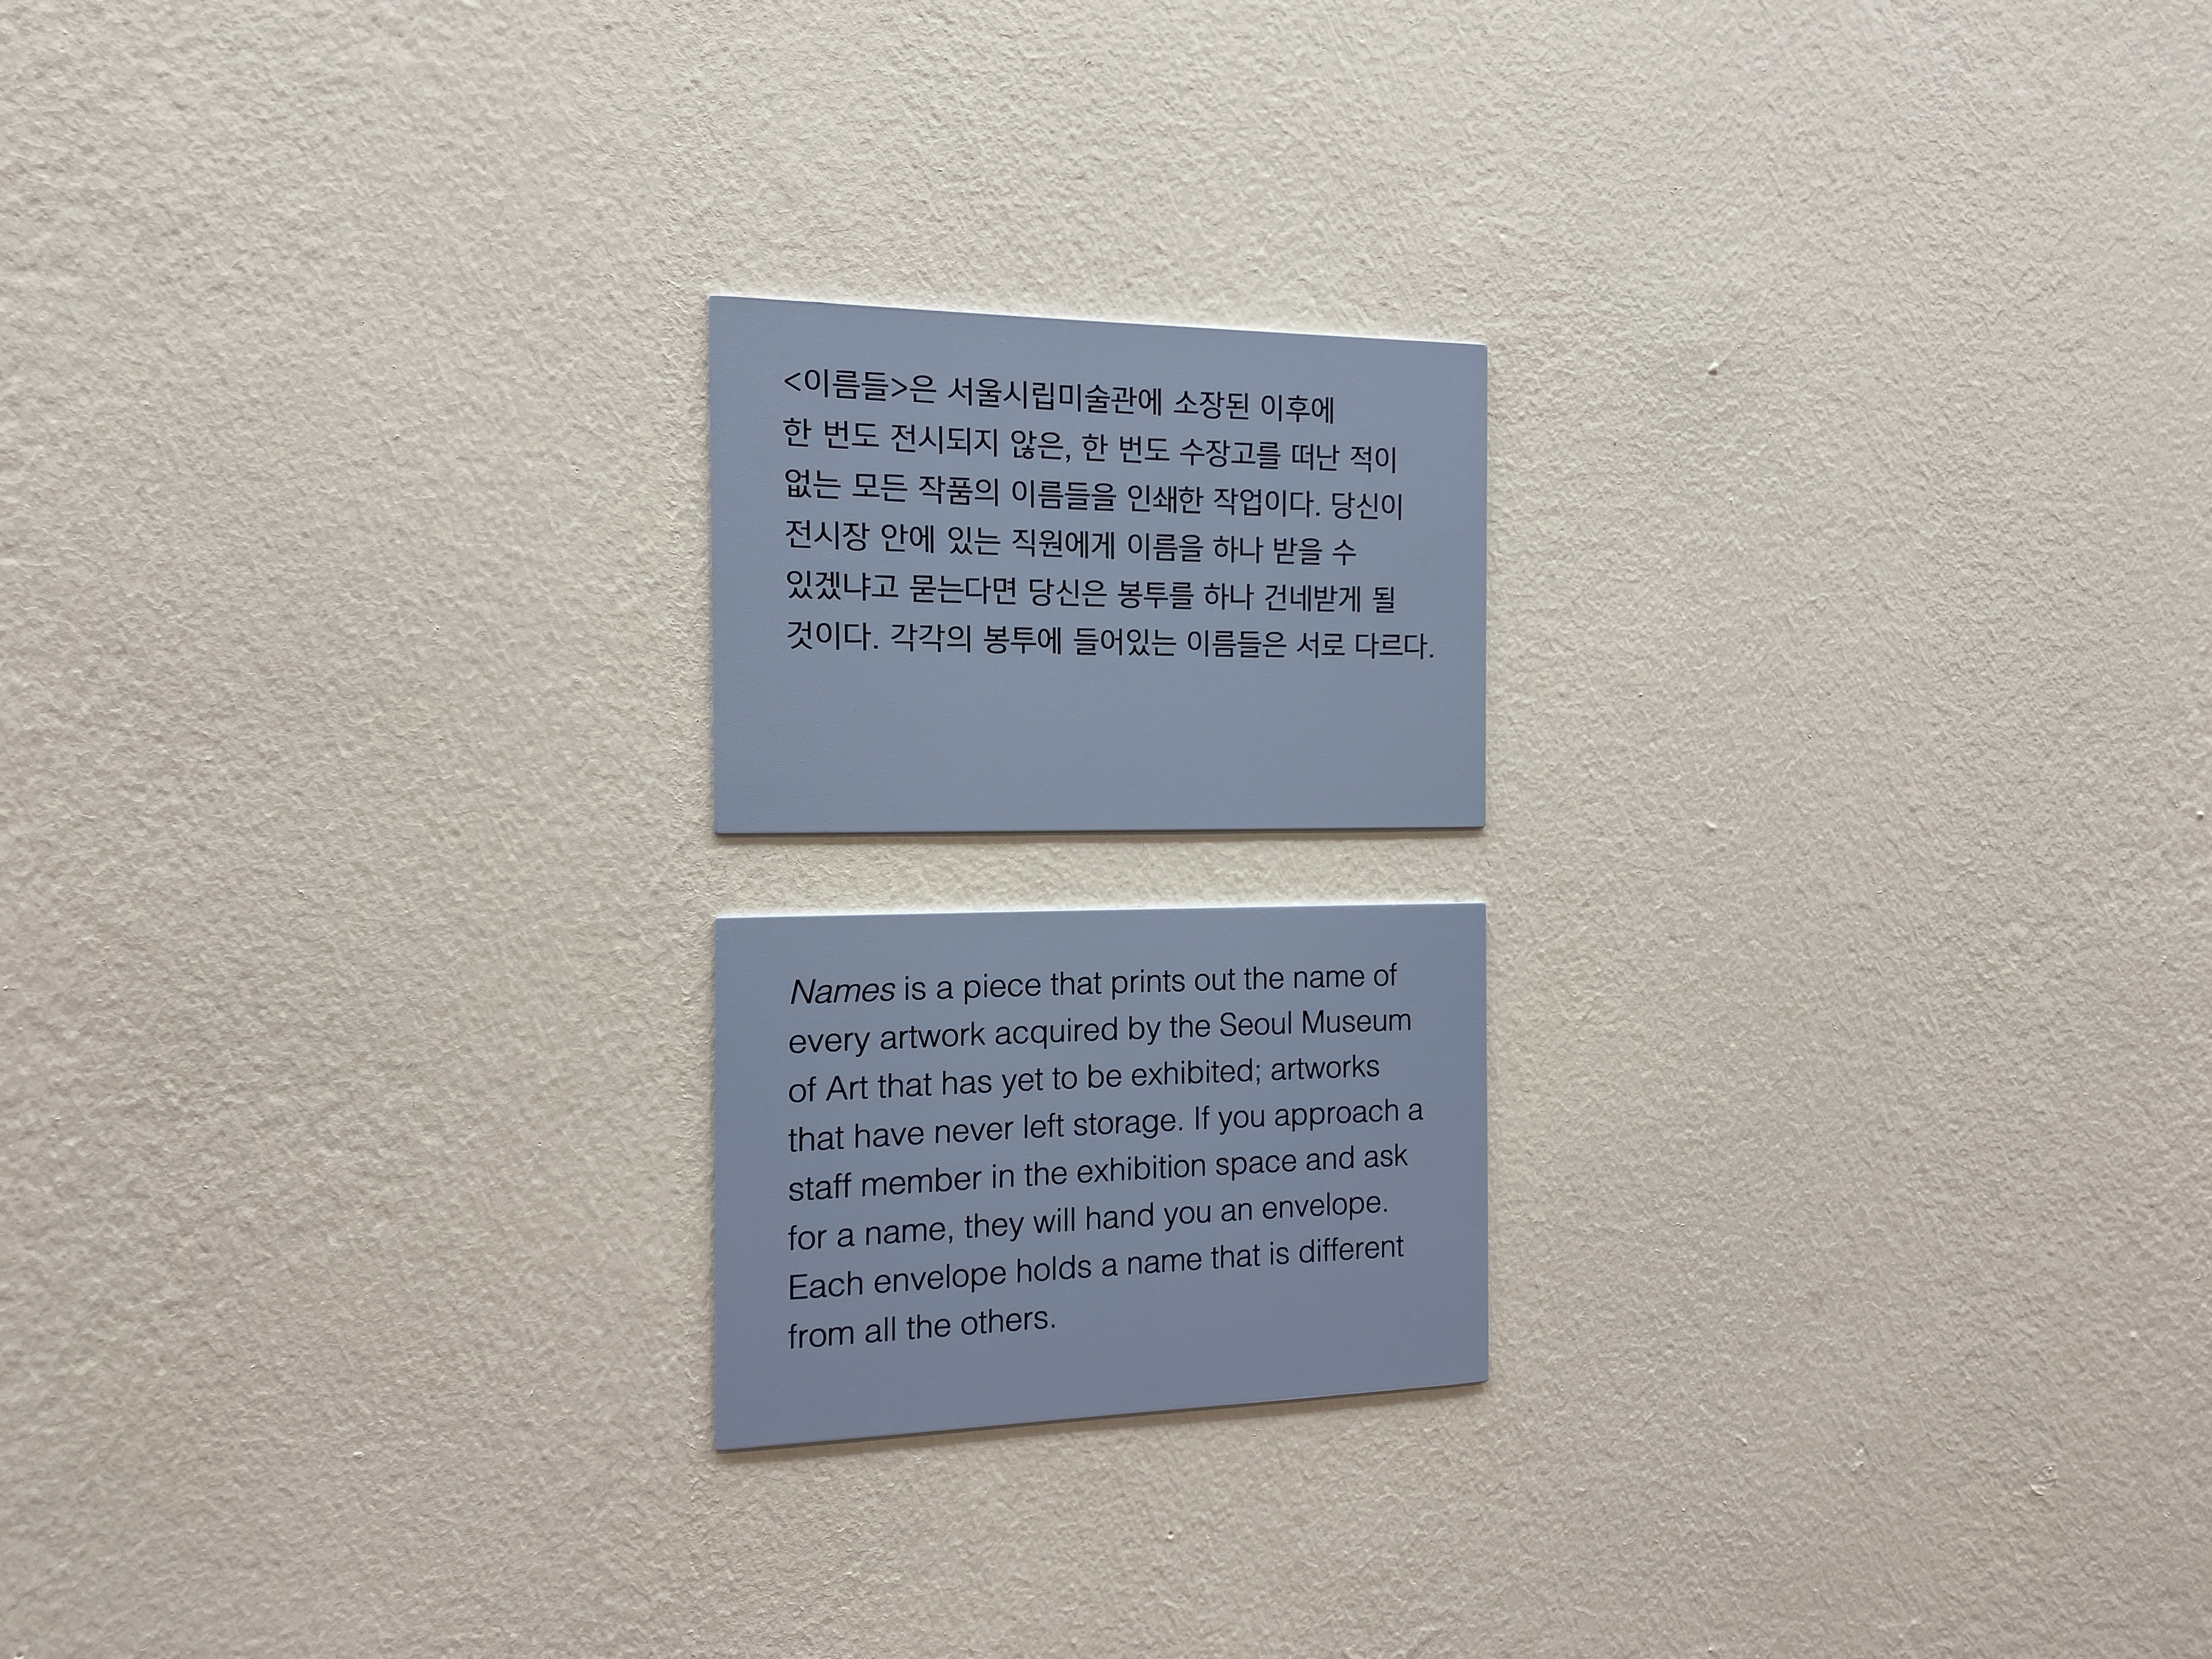 <이름들>은 서울시립미술관에 소장된 이후에
한 번도 전시되지 않은, 한 번도 수장고를 떠난 적이
없는 모든 작품의 이름들을 인쇄한 작업이다. 당신이
전시장 안에 있는 직원에게 이름을 하나 받을 수
있겠냐고 묻는다면 당신은 봉투를 하나 건네받게 될
것이다. 각각의 봉투에 들어있는 이름들은 서로 다르다.
Names is a piece that prints out the name of
every artwork acquired by the Seoul Museum
of Art that has yet to be exhibited; artworks
that have never left storage. If you approach a
staff member in the exhibition space and ask
for a name, they will hand you an envelope.
Each envelope holds a name that is different
from all the others.